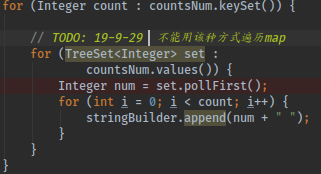 for (Integer count : countsNum.keySet()) {
// TODO: 19-9-29 不能用该种方式遍历map
for (TreeSet<Integer> set :
countsNum.values()) {
Integer num = set.pollFirst();
for (int i = 0; i < count; i++) {
stringBuilder.append(num + " ");
}
}
}